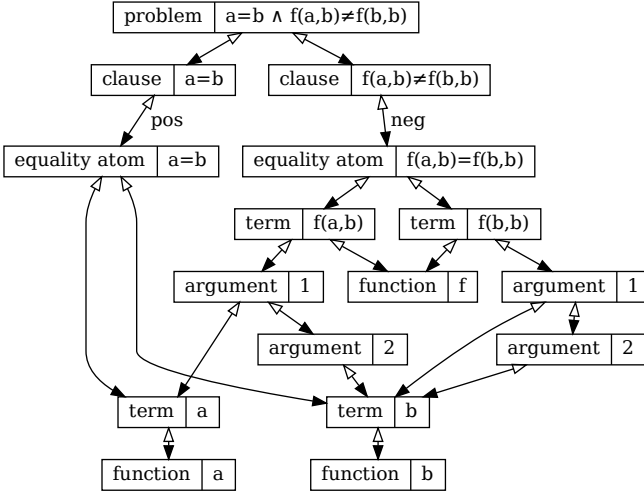 problem a=b ∧ f(a,b)≠f(b,b)
clause a=b clause f(a,b)≠f(b,b)
pos neg
equality atom a=b equality atom f(a,b)=f(b,b)
term f(a,b) term f(b,b)
argument 1 function f argument 1
argument 2 argument 2
term a term b
function a function b